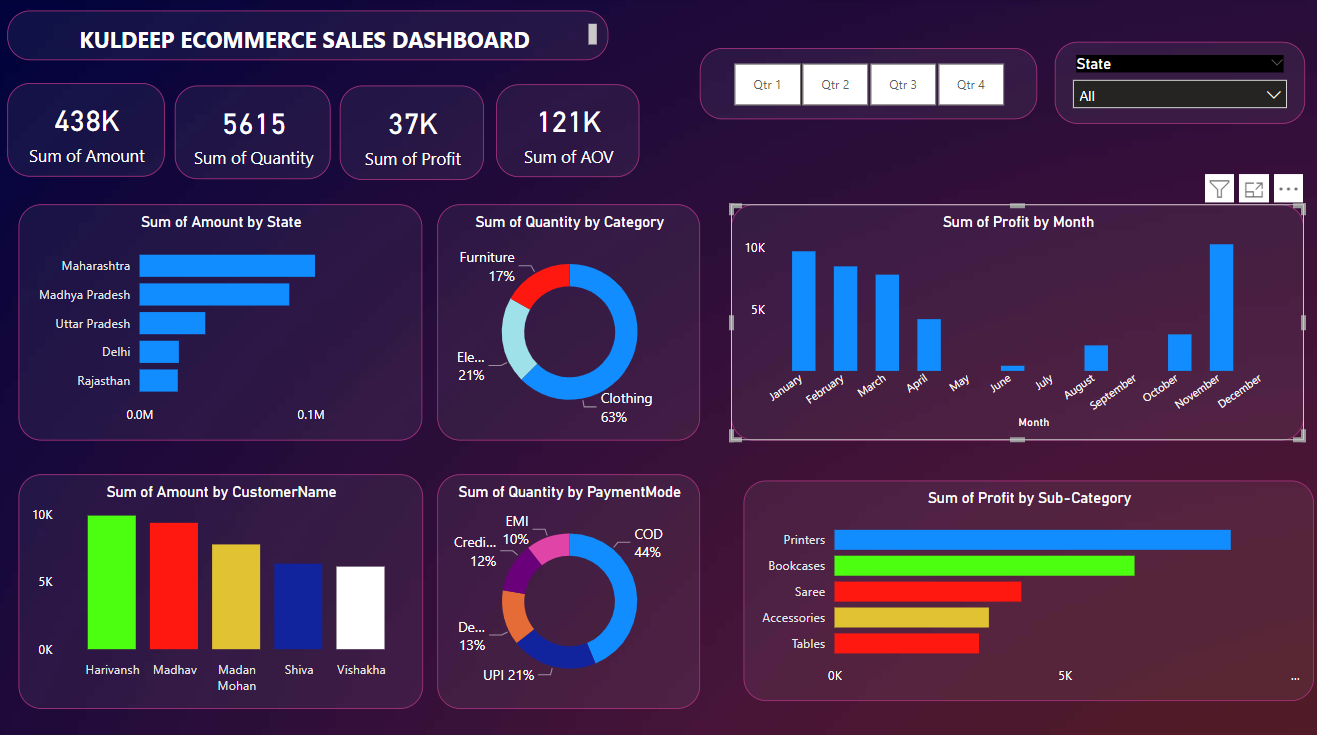 KULDEEP ECOMMERCE SALES DASHBOARD
Qtr 1
Qtr 2
Qtr 3
Qtr 4
State
All
438K
Sum of Amount
5615
Sum of Quantity
37K
Sum of Profit
121K
Sum of AOV
Sum of Amount by State
Maharashtra
Madhya Pradesh
Uttar Pradesh
Delhi
Rajasthan
0.0M
0.1M
Sum of Quantity by Category
Furniture
17%
Ele...
21%
Clothing
63%
Sum of Profit by Month
10K
5K
January
February
March
April
May
June
July
August
September
October
November
December
Month
Sum of Amount by CustomerName
10K
5K
0K
Harivansh
Madhav
Madan
Mohan
Shiva
Vishakha
Sum of Quantity by PaymentMode
EMI
10%
COD
44%
Credi...
12%
De...
13%
UPI 21%
Sum of Profit by Sub-Category
Printers
Bookcases
Saree
Accessories
Tables
0K
5K
...